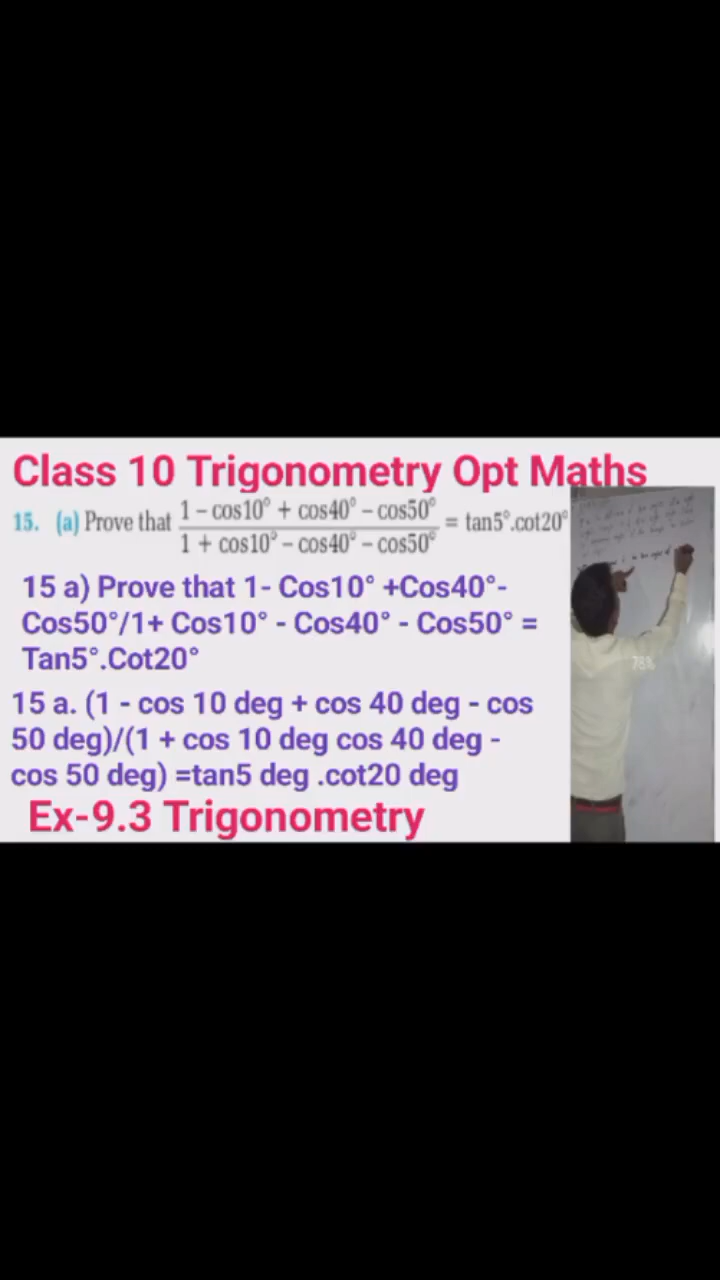 Class 10 Trigonometry Opt Maths
15. (a) Prove that 1 – cos10° + cos40° – cos50° / 1 + cos10° – cos40° – cos50° = tan5°.cot20°
15 a) Prove that 1- Cos10° +Cos40°-
Cos50°/1+ Cos10° - Cos40° - Cos50° =
Tan5°.Cot20°
15 a. (1 - cos 10 deg + cos 40 deg - cos
50 deg)/(1 + cos 10 deg cos 40 deg -
cos 50 deg) =tan5 deg .cot20 deg
Ex-9.3 Trigonometry
78%